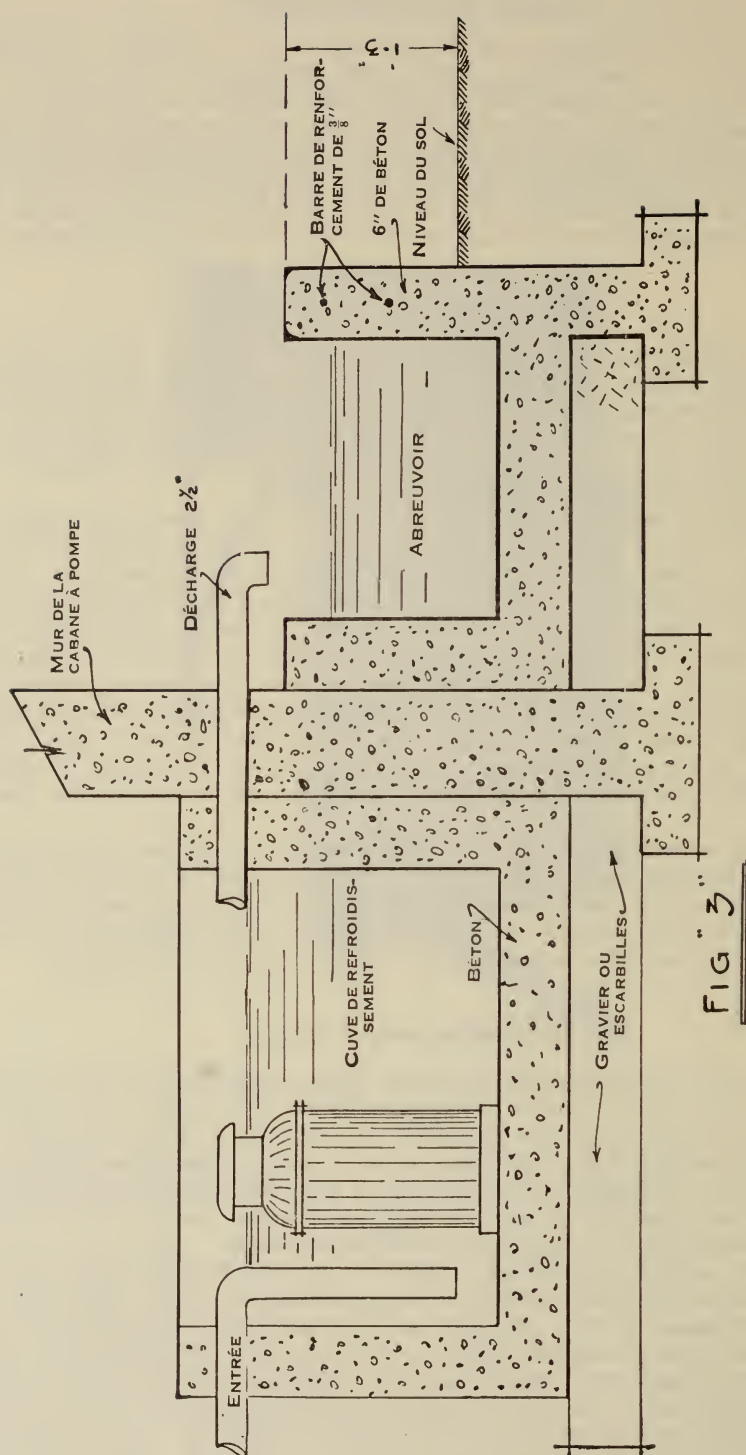 MUR DE LA
CABANE À POMPE
DÉCHARGE 2½"
BARRE DE RENFOR-
CEMENT DE 3/8"
6" DE BÉTON
NIVEAU DU SOL
1'-3"
ENTRÉE
CUVE DE REFROIDIS-
SEMENT
ABREUVOIR
BÉTON
GRAVIER OU
ESCARBILLES
FIG "3"